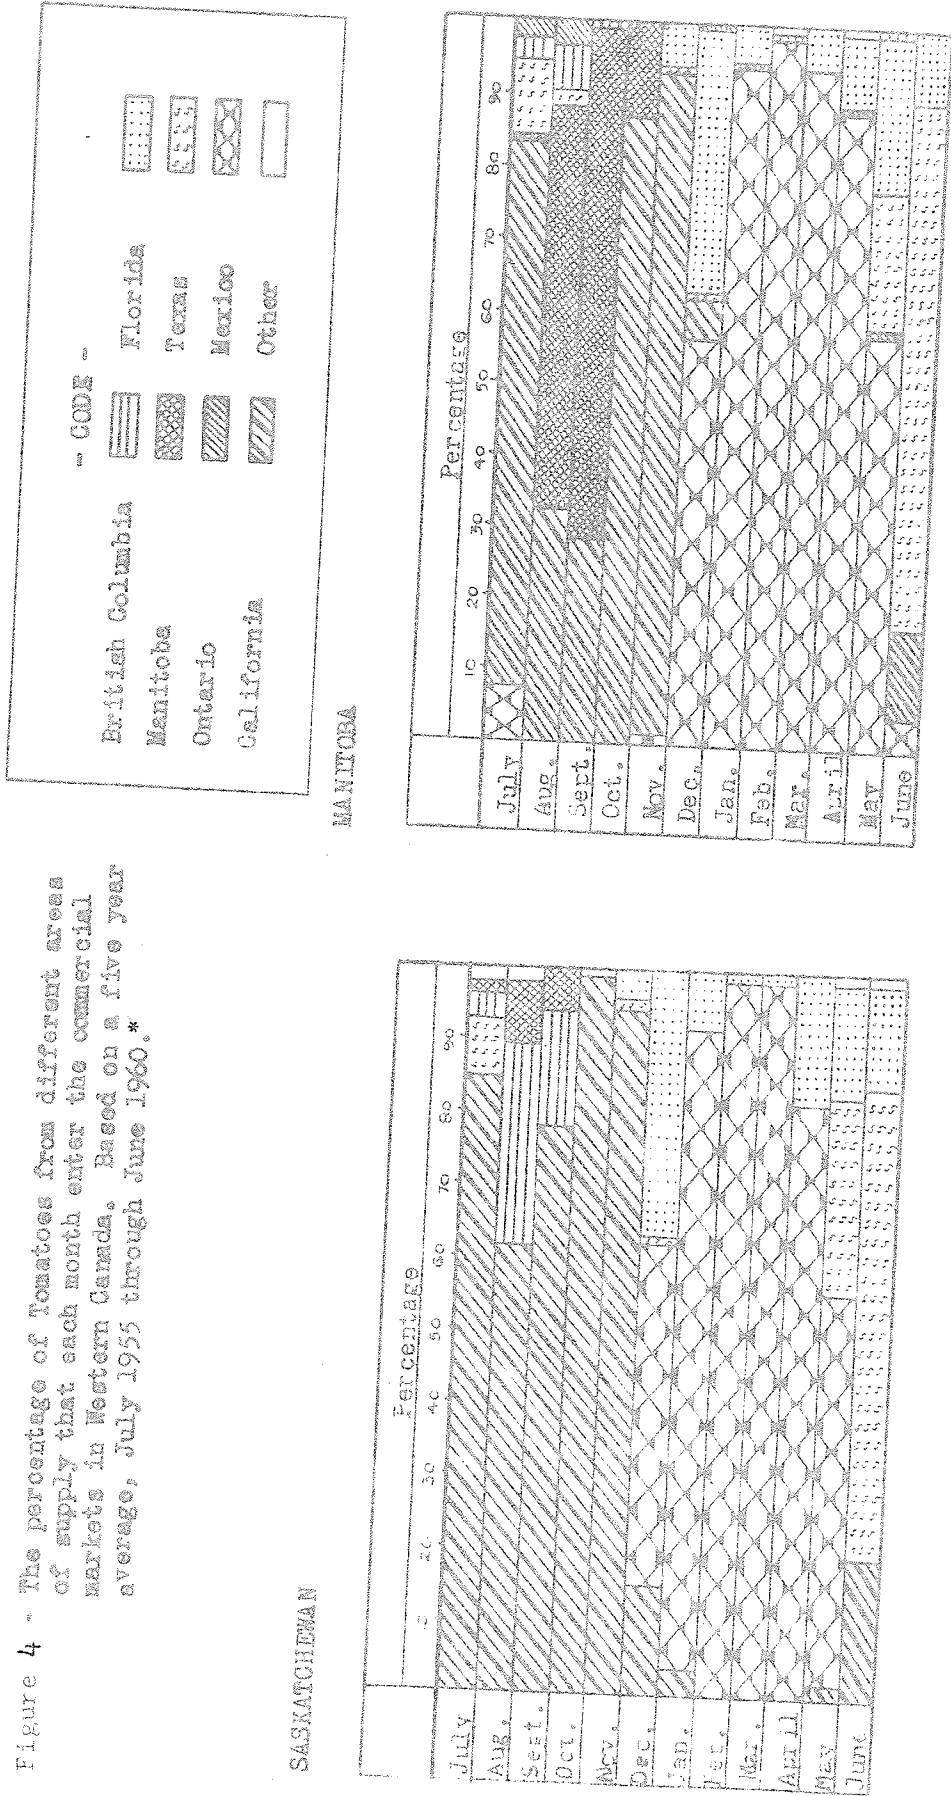 Figure 4 - The percentage of Tomatoes from different areas
of supply that each month enter the commercial
markets in Western Canada. Based on a five year
average, July 1955 through June 1960.*
- CODE -
British Columbia
Manitoba
Ontario
California
Florida
Texas
Mexico
Other
SASKATCHEWAN
Percentage
20 30 40 50 60 70 80 90
July
Aug.
Sept.
Oct.
Nov.
Dec.
Jan.
Feb.
Mar.
April
May
June
MANITOBA
Percentage
10 20 30 40 50 60 70 80 90
July
Aug.
Sept.
Oct.
Nov.
Dec.
Jan.
Feb.
Mar.
April
May
June